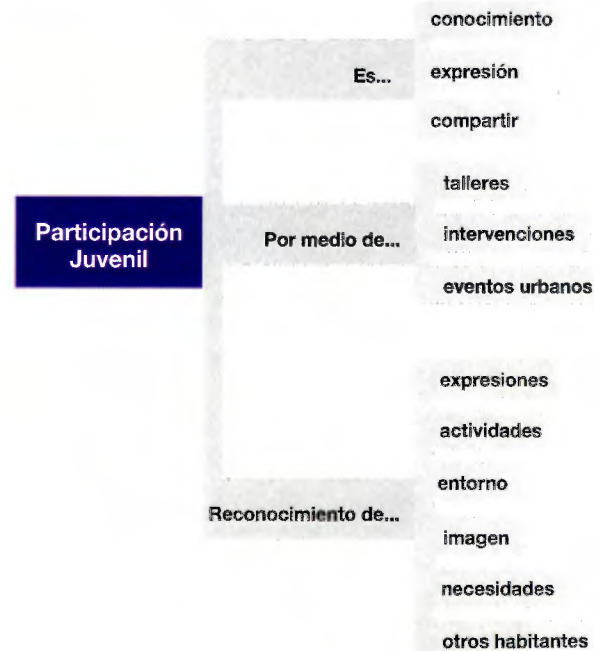 Participación
Juvenil
Es...
conocimiento
expresión
compartir
Por medio de...
talleres
intervenciones
eventos urbanos
Reconocimiento de...
expresiones
actividades
entorno
imagen
necesidades
otros habitantes